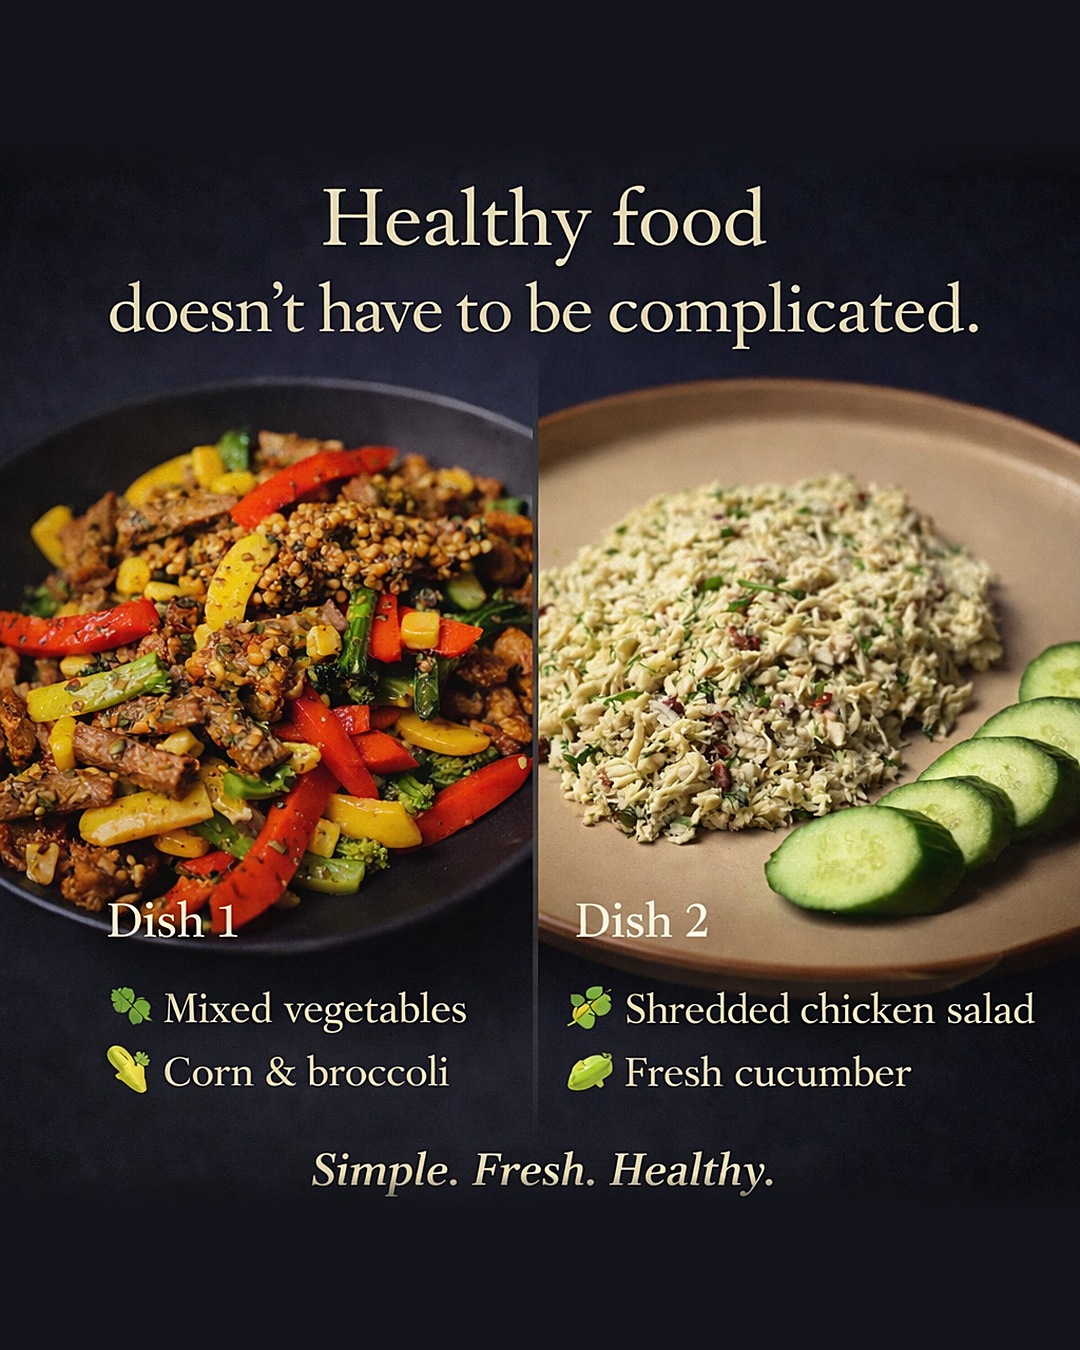 Healthy food
doesn’t have to be complicated.
Dish 1
Mixed vegetables
Corn & broccoli
Dish 2
Shredded chicken salad
Fresh cucumber
Simple. Fresh. Healthy.